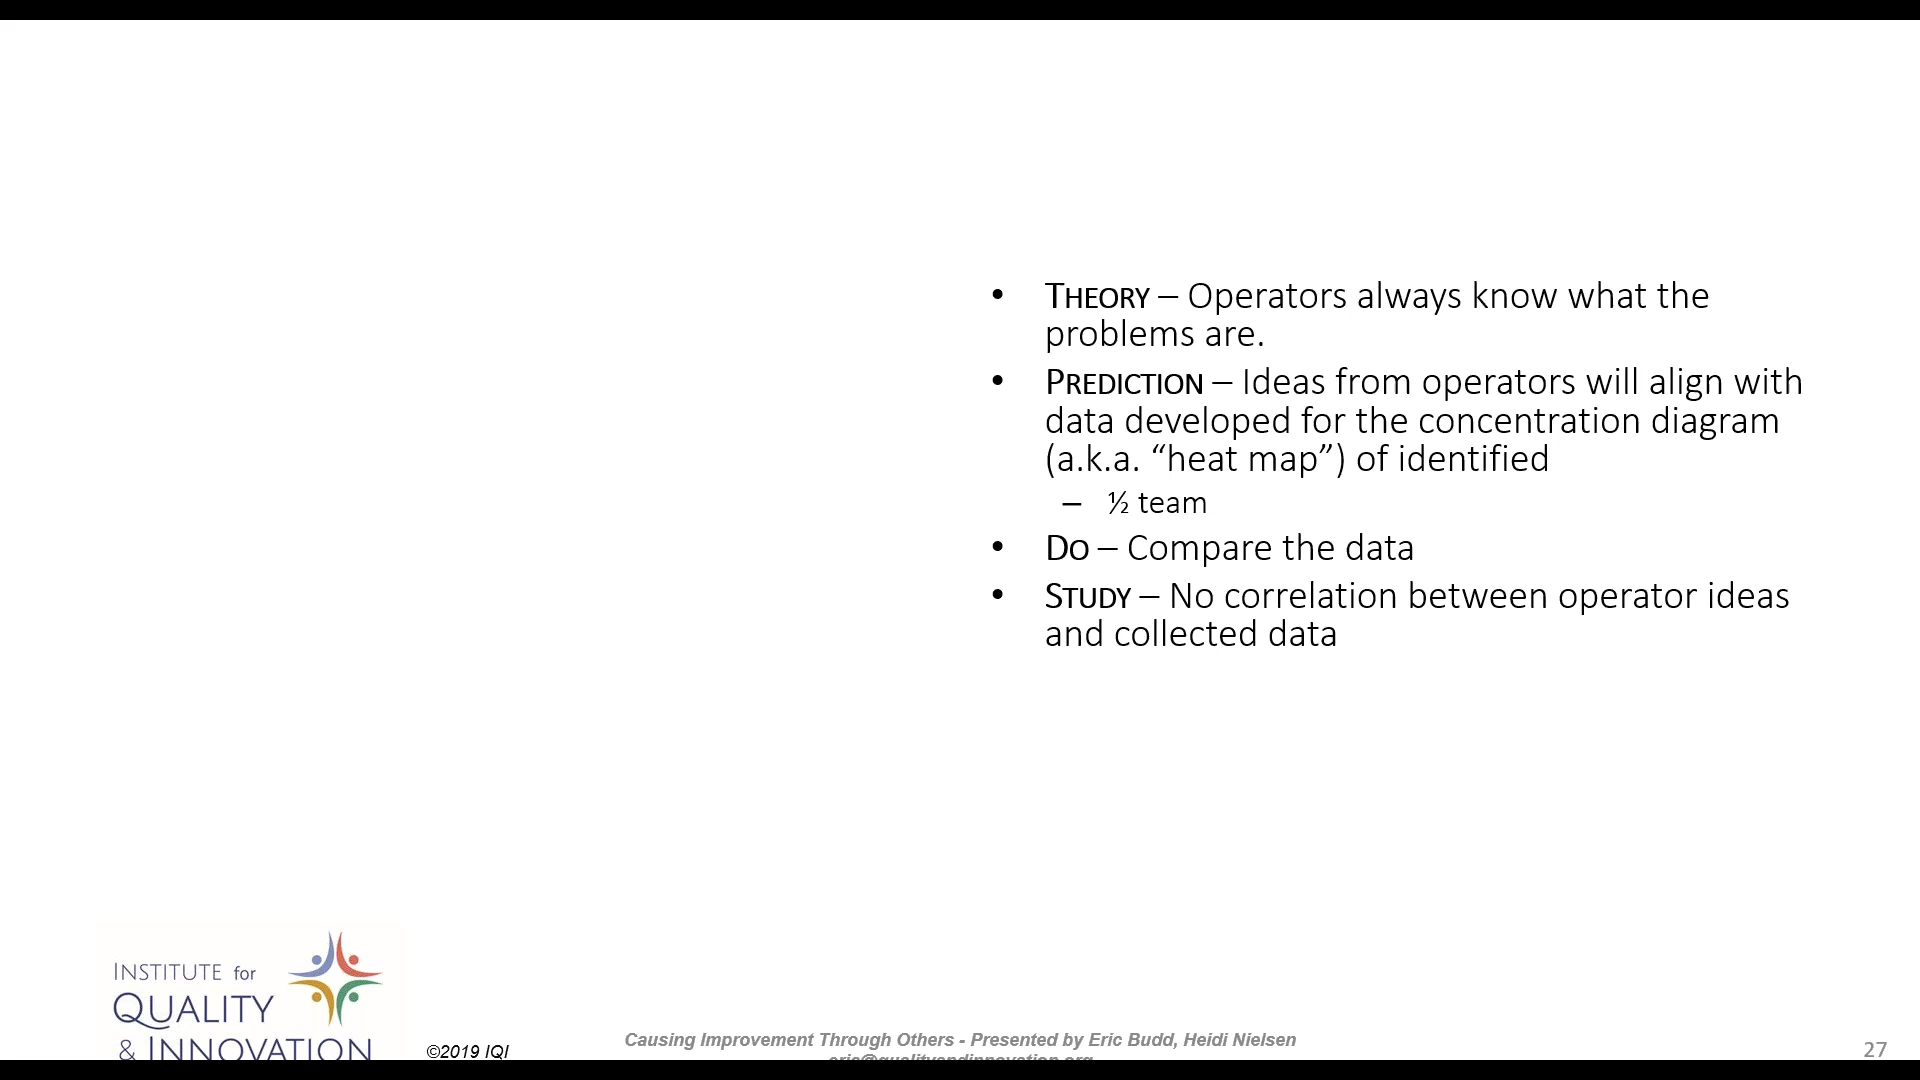 • THEORY – Operators always know what the
problems are.
• PREDICTION – Ideas from operators will align with
data developed for the concentration diagram
(a.k.a. “heat map”) of identified
– ½ team
• DO – Compare the data
• STUDY – No correlation between operator ideas
and collected data
INSTITUTE for
QUALITY
& INNOVATION
©2019 IQI
Causing Improvement Through Others - Presented by Eric Budd, Heidi Nielsen
eric@qualityandinnovation.org
27